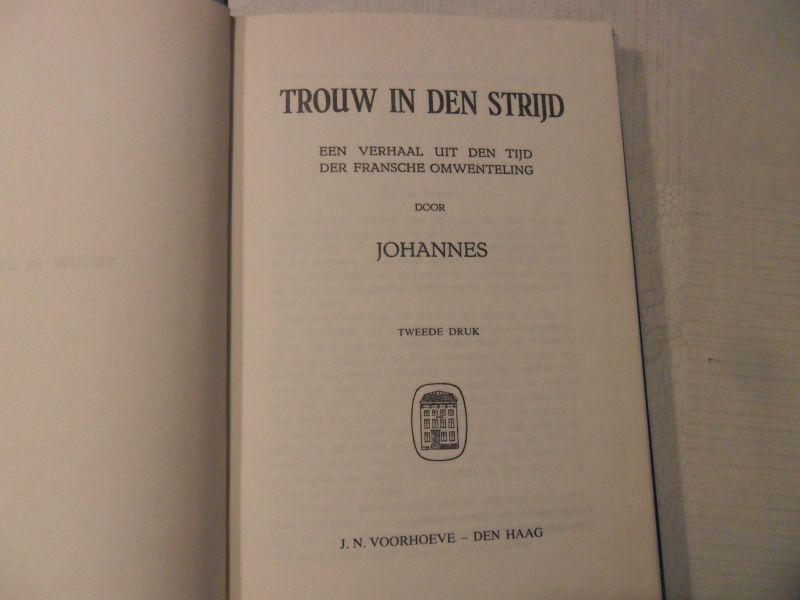 TROUW IN DEN STRIJD
EEN VERHAAL UIT DEN TIJD
DER FRANSCHE OMWENTELING
DOOR
JOHANNES
TWEEDE DRUK
J. N. VOORHOEVE – DEN HAAG